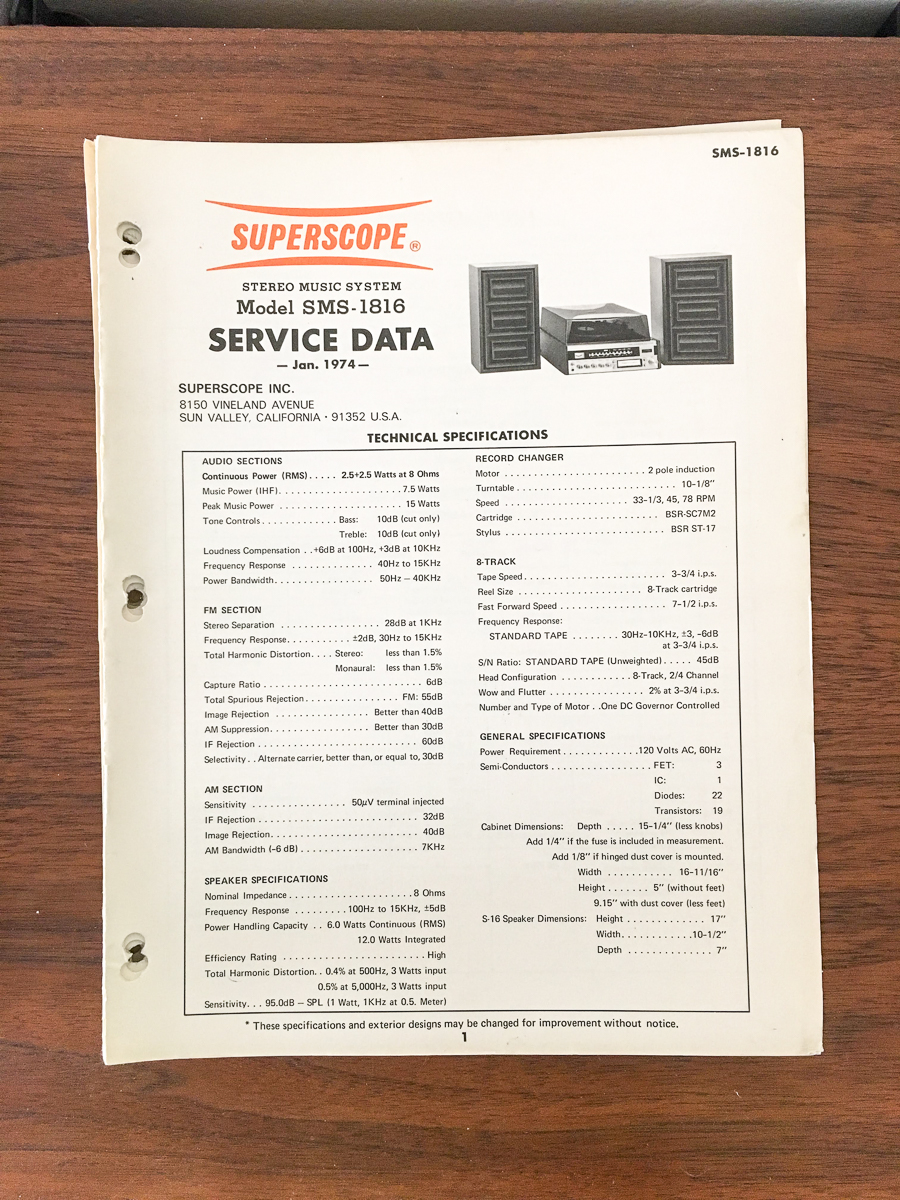 SMS-1816
SUPERSCOPE ®
STEREO MUSIC SYSTEM
Model SMS-1816
SERVICE DATA
— Jan. 1974 —
SUPERSCOPE INC.
8150 VINELAND AVENUE
SUN VALLEY, CALIFORNIA · 91352 U.S.A.
TECHNICAL SPECIFICATIONS
AUDIO SECTIONS
Continuous Power (RMS) . . . . . 2.5+2.5 Watts at 8 Ohms
Music Power (IHF) . . . . . . . . . . . . . . . . . . . . . 7.5 Watts
Peak Music Power . . . . . . . . . . . . . . . . . . . . 15 Watts
Tone Controls . . . . . . . . . . . . . Bass: 10dB (cut only)
Treble: 10dB (cut only)
Loudness Compensation . . +6dB at 100Hz, +3dB at 10KHz
Frequency Response . . . . . . . . . . . . . . 40Hz to 15KHz
Power Bandwidth . . . . . . . . . . . . . . . . . 50Hz — 40KHz
FM SECTION
Stereo Separation . . . . . . . . . . . . . . . . . . 28dB at 1KHz
Frequency Response . . . . . . . . . . . ±2dB, 30Hz to 15KHz
Total Harmonic Distortion . . . . Stereo: less than 1.5%
Monaural: less than 1.5%
Capture Ratio . . . . . . . . . . . . . . . . . . . . . . . . . . . 6dB
Total Spurious Rejection . . . . . . . . . . . . . . . . FM: 55dB
Image Rejection . . . . . . . . . . . . . . . . Better than 40dB
AM Suppression . . . . . . . . . . . . . . . . . Better than 30dB
IF Rejection . . . . . . . . . . . . . . . . . . . . . . . . . . . 60dB
Selectivity . . Alternate carrier, better than, or equal to, 30dB
AM SECTION
Sensitivity . . . . . . . . . . . . . . . . 50µV terminal injected
IF Rejection . . . . . . . . . . . . . . . . . . . . . . . . . . . 32dB
Image Rejection . . . . . . . . . . . . . . . . . . . . . . . . . 40dB
AM Bandwidth (-6 dB) . . . . . . . . . . . . . . . . . . . . 7KHz
SPEAKER SPECIFICATIONS
Nominal Impedance . . . . . . . . . . . . . . . . . . . . . 8 Ohms
Frequency Response . . . . . . . . . 100Hz to 15KHz, ±5dB
Power Handling Capacity . . 6.0 Watts Continuous (RMS)
12.0 Watts Integrated
Efficiency Rating . . . . . . . . . . . . . . . . . . . . . . . . High
Total Harmonic Distortion . . 0.4% at 500Hz, 3 Watts input
0.5% at 5,000Hz, 3 Watts input
Sensitivity . . . 95.0dB — SPL (1 Watt, 1KHz at 0.5. Meter)
RECORD CHANGER
Motor . . . . . . . . . . . . . . . . . . . . . . . . 2 pole induction
Turntable . . . . . . . . . . . . . . . . . . . . . . . . . . . 10-1/8"
Speed . . . . . . . . . . . . . . . . . . . . . 33-1/3, 45, 78 RPM
Cartridge . . . . . . . . . . . . . . . . . . . . . . . . BSR-SC7M2
Stylus . . . . . . . . . . . . . . . . . . . . . . . . . . . BSR ST-17
8-TRACK
Tape Speed . . . . . . . . . . . . . . . . . . . . . . . . 3-3/4 i.p.s.
Reel Size . . . . . . . . . . . . . . . . . . . . . 8-Track cartridge
Fast Forward Speed . . . . . . . . . . . . . . . . . . 7-1/2 i.p.s.
Frequency Response:
STANDARD TAPE . . . . . . . . 30Hz-10KHz, ±3, -6dB
at 3-3/4 i.p.s.
S/N Ratio: STANDARD TAPE (Unweighted) . . . . . 45dB
Head Configuration . . . . . . . . . . . . 8-Track, 2/4 Channel
Wow and Flutter . . . . . . . . . . . . . . . . 2% at 3-3/4 i.p.s.
Number and Type of Motor . . One DC Governor Controlled
GENERAL SPECIFICATIONS
Power Requirement . . . . . . . . . . . . . 120 Volts AC, 60Hz
Semi-Conductors . . . . . . . . . . . . . . . . . FET: 3
IC: 1
Diodes: 22
Transistors: 19
Cabinet Dimensions: Depth . . . . . 15-1/4" (less knobs)
Add 1/4" if the fuse is included in measurement.
Add 1/8" if hinged dust cover is mounted.
Width . . . . . . . . . . . 16-11/16"
Height . . . . . . . 5" (without feet)
9.15" with dust cover (less feet)
S-16 Speaker Dimensions: Height . . . . . . . . . . . . . 17"
Width . . . . . . . . . . . . 10-1/2"
Depth . . . . . . . . . . . . . . 7"
* These specifications and exterior designs may be changed for improvement without notice.
1